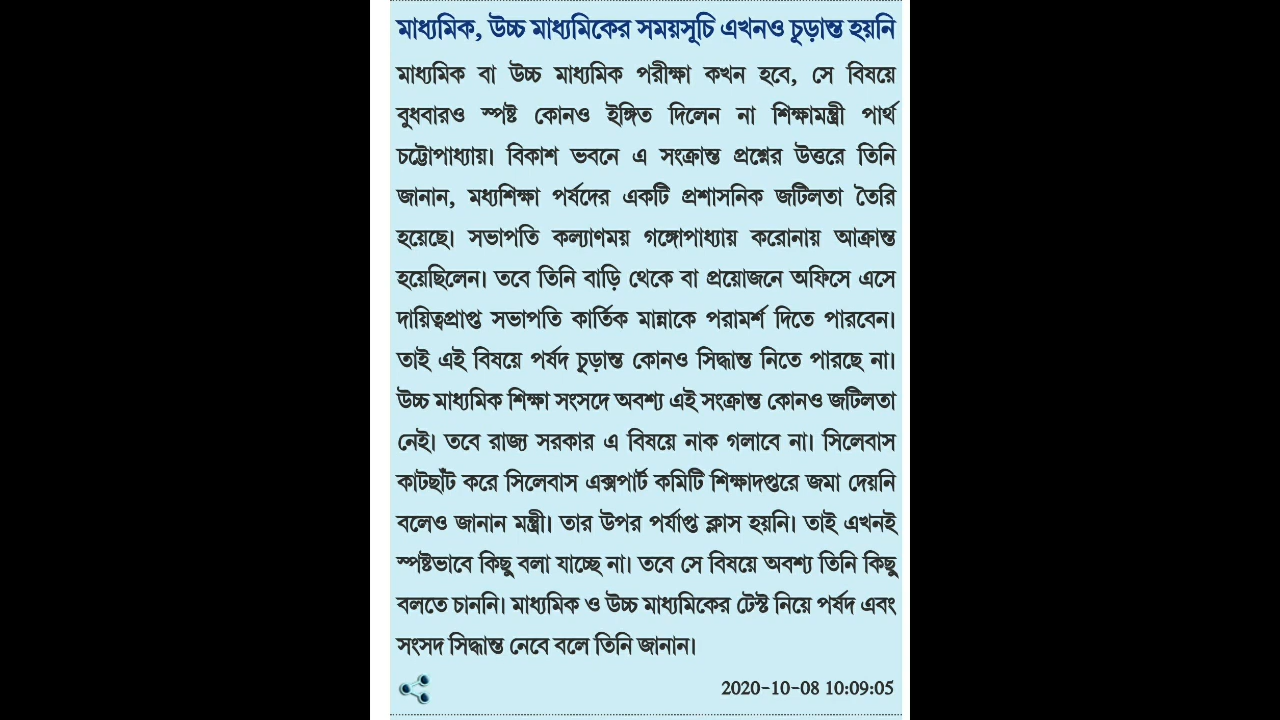 মাধ্যমিক, উচ্চ মাধ্যমিকের সময়সূচি এখনও চূড়ান্ত হয়নি
মাধ্যমিক বা উচ্চ মাধ্যমিক পরীক্ষা কখন হবে, সে বিষয়ে
বুধবারও স্পষ্ট কোনও ইঙ্গিত দিলেন না শিক্ষামন্ত্রী পার্থ
চট্টোপাধ্যায়। বিকাশ ভবনে এ সংক্রান্ত প্রশ্নের উত্তরে তিনি
জানান, মধ্যশিক্ষা পর্ষদের একটি প্রশাসনিক জটিলতা তৈরি
হয়েছে। সভাপতি কল্যাণময় গঙ্গোপাধ্যায় করোনায় আক্রান্ত
হয়েছিলেন। তবে তিনি বাড়ি থেকে বা প্রয়োজনে অফিসে এসে
দায়িত্বপ্রাপ্ত সভাপতি কার্তিক মান্নাকে পরামর্শ দিতে পারবেন।
তাই এই বিষয়ে পর্ষদ চূড়ান্ত কোনও সিদ্ধান্ত নিতে পারছে না।
উচ্চ মাধ্যমিক শিক্ষা সংসদে অবশ্য এই সংক্রান্ত কোনও জটিলতা
নেই। তবে রাজ্য সরকার এ বিষয়ে নাক গলাবে না। সিলেবাস
কাটছাঁট করে সিলেবাস এক্সপার্ট কমিটি শিক্ষাদপ্তরে জমা দেয়নি
বলেও জানান মন্ত্রী। তার উপর পর্যাপ্ত ক্লাস হয়নি। তাই এখনই
স্পষ্টভাবে কিছু বলা যাচ্ছে না। তবে সে বিষয়ে অবশ্য তিনি কিছু
বলতে চাননি। মাধ্যমিক ও উচ্চ মাধ্যমিকের টেস্ট নিয়ে পর্ষদ এবং
সংসদ সিদ্ধান্ত নেবে বলে তিনি জানান।
2020-10-08 10:09:05